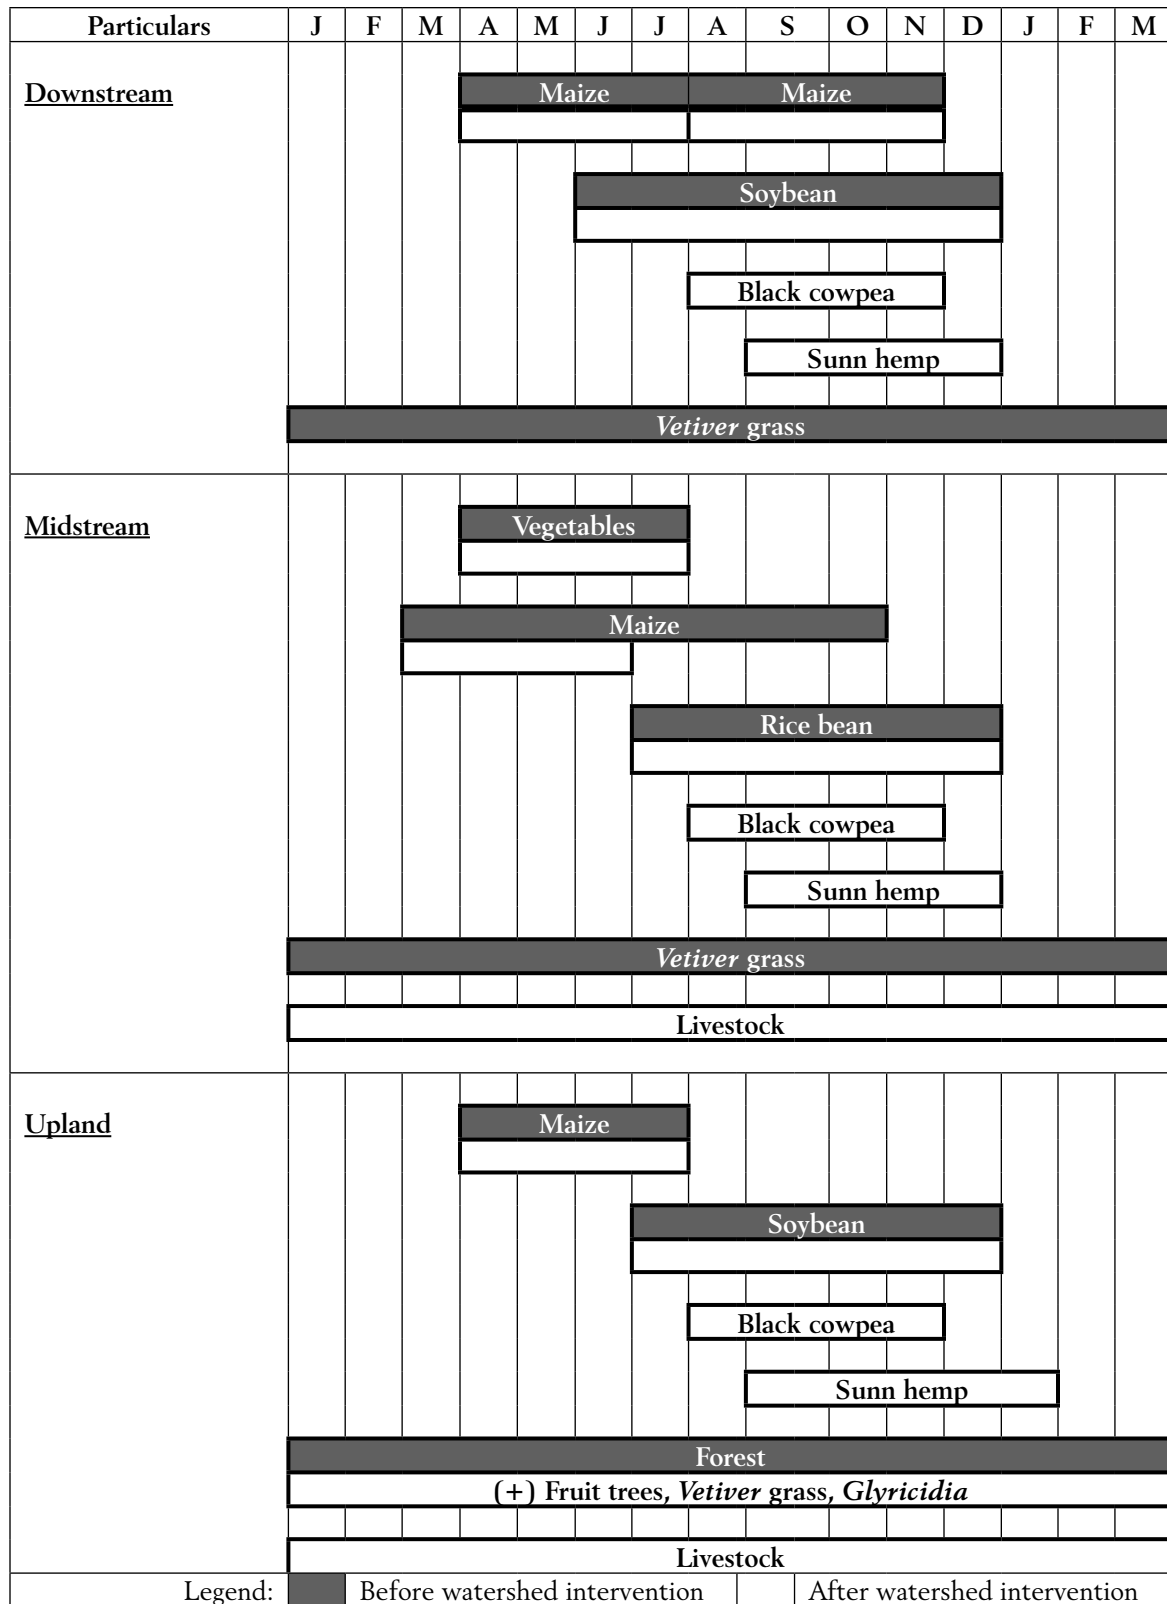 Particulars J F M A M J J A S O N D J F M
Downstream
Maize Maize
Soybean
Black cowpea
Sunn hemp
Vetiver grass
Midstream
Vegetables
Maize
Rice bean
Black cowpea
Sunn hemp
Vetiver grass
Livestock
Upland
Maize
Soybean
Black cowpea
Sunn hemp
Forest
(+) Fruit trees, Vetiver grass, Glyricidia
Livestock
Legend: Before watershed intervention After watershed intervention